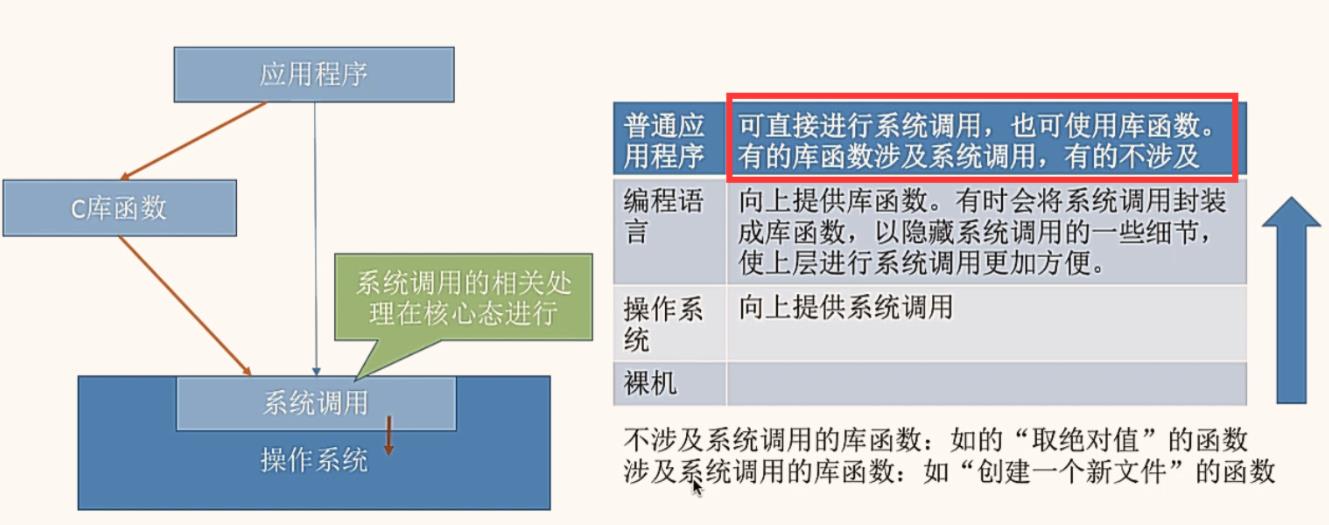 应用程序
C库函数
系统调用的相关处
理在核心态进行
系统调用
操作系统
普通应
用程序
可直接进行系统调用，也可使用库函数。
有的库函数涉及系统调用，有的不涉及
编程语
言
向上提供库函数。有时会将系统调用封装
成库函数，以隐藏系统调用的一些细节，
使上层进行系统调用更加方便。
操作系
统
向上提供系统调用
裸机
不涉及系统调用的库函数：如的“取绝对值”的函数
涉及系统调用的库函数：如“创建一个新文件”的函数